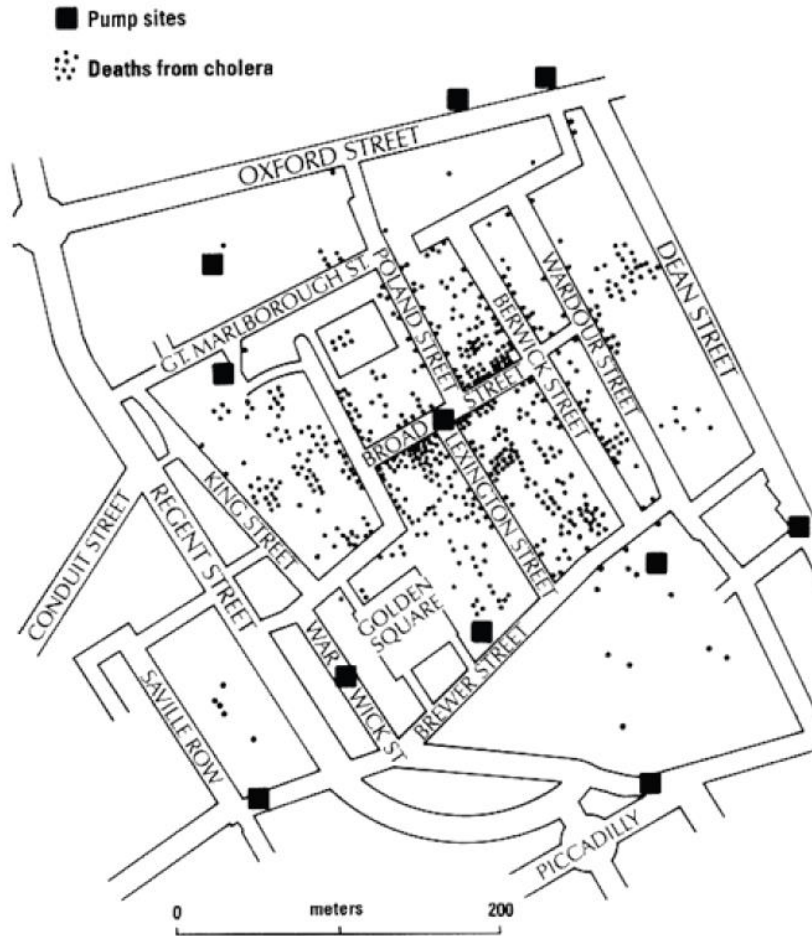 Pump sites
Deaths from cholera
OXFORD STREET
GT. MARLBOROUGH ST.
POLAND STREET
BERWICK STREET
WARDOUR STREET
DEAN STREET
BROAD STREET
LEXINGTON STREET
KING STREET
REGENT STREET
CONDUIT STREET
GOLDEN
SQUARE
WARWICK ST
BREWER STREET
SAVILLE ROW
PICCADILLY
0 meters 200